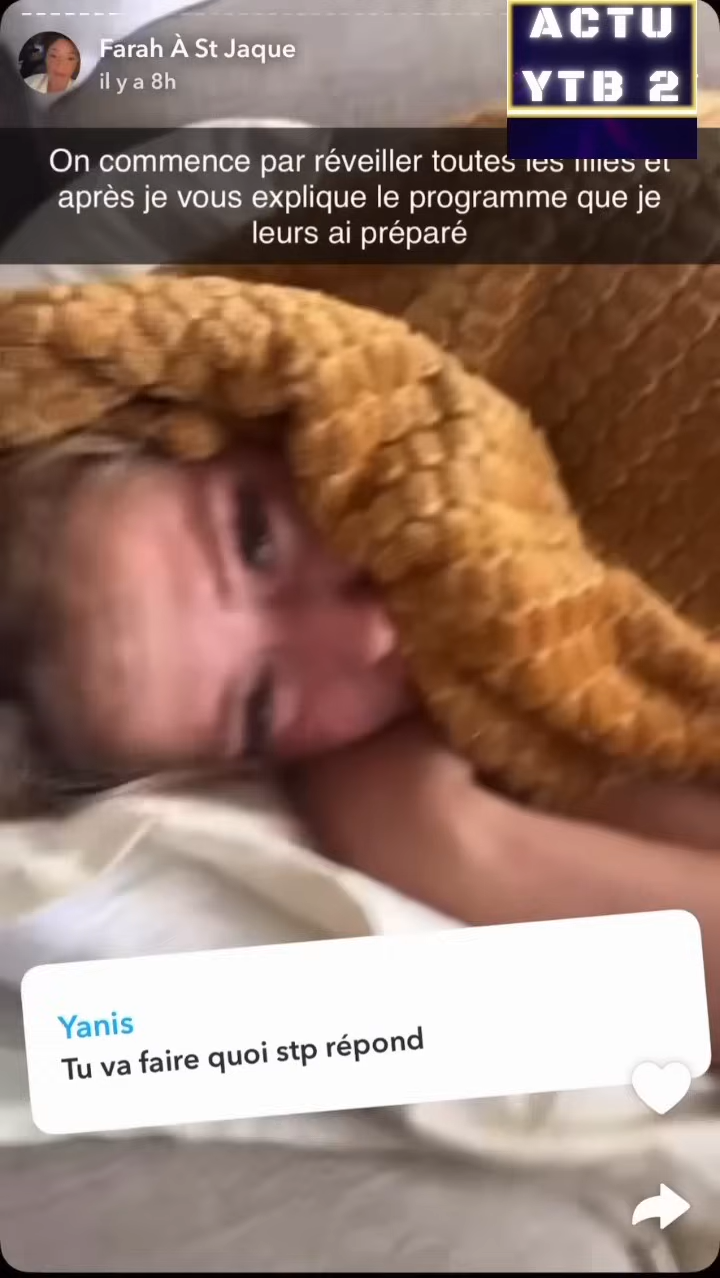 ACTU
YTB 2
Farah À St Jaque
il y a 8h
On commence par réveiller toutes les filles et
après je vous explique le programme que je
leurs ai préparé
Yanis
Tu va faire quoi stp répond